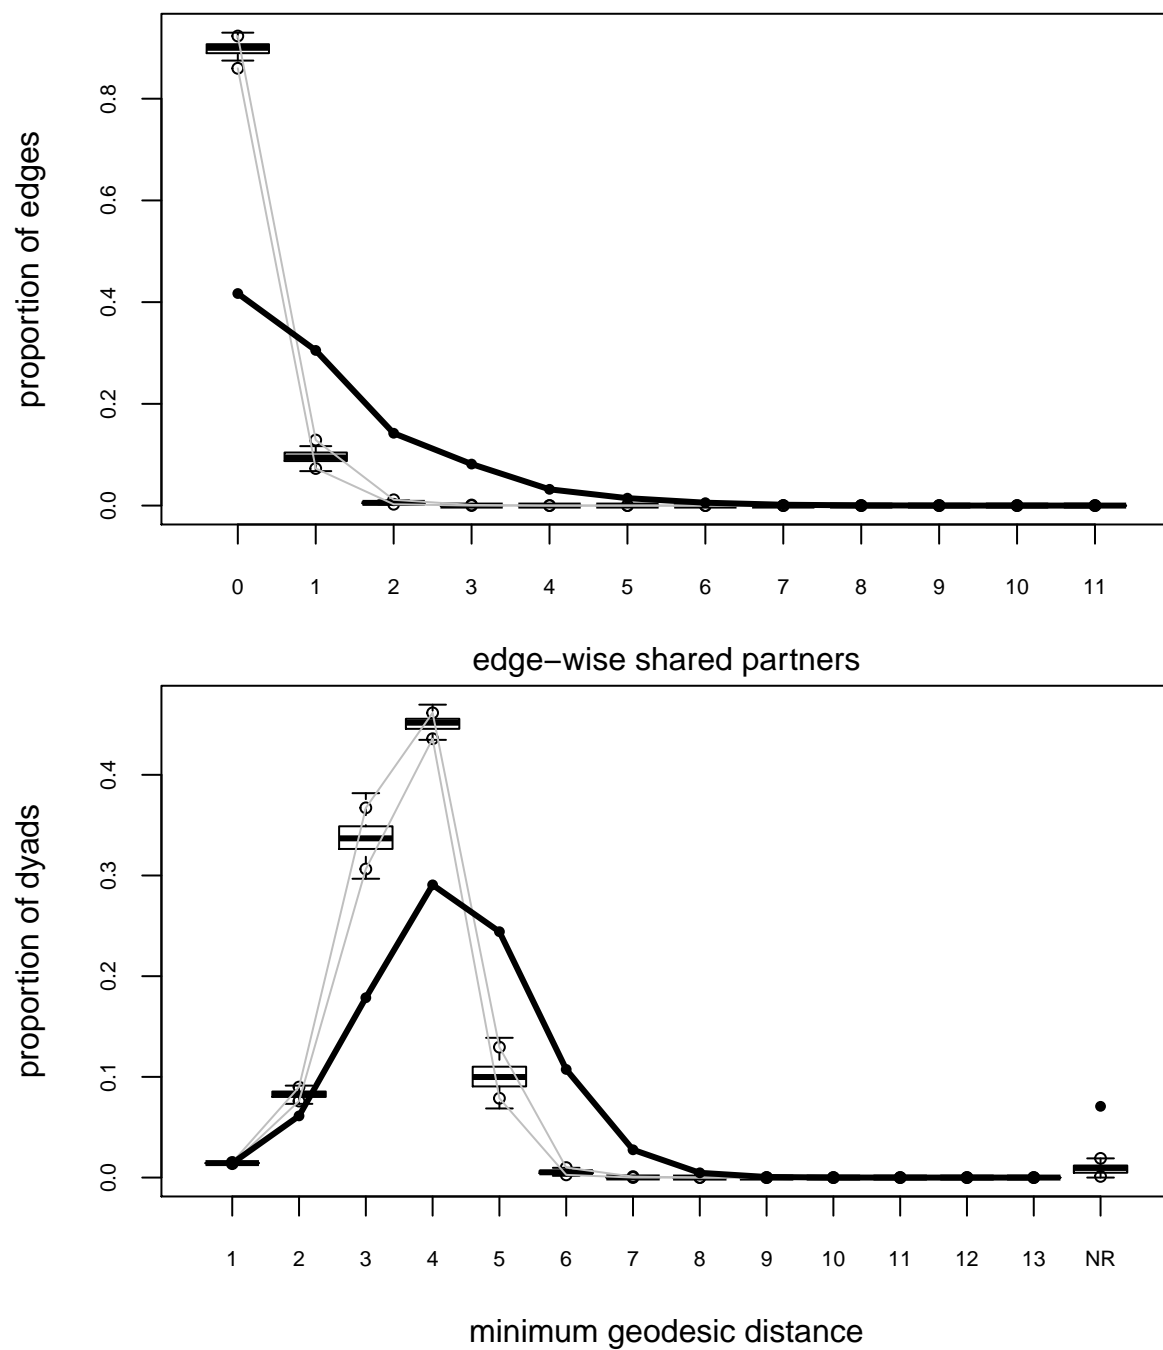 proportion of edges
0.8
0.6
0.4
0.2
0.0
0 1 2 3 4 5 6 7 8 9 10 11
edge−wise shared partners
proportion of dyads
0.4
0.3
0.2
0.1
0.0
1 2 3 4 5 6 7 8 9 10 11 12 13 NR
minimum geodesic distance